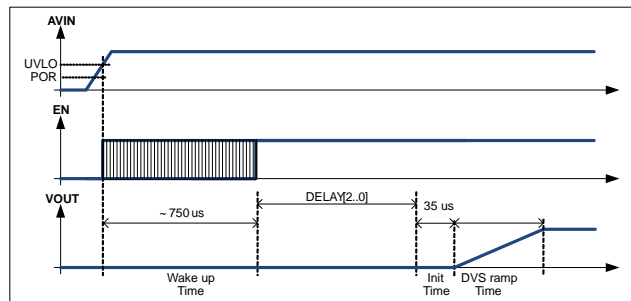 AVIN
UVLO
POR
EN
VOUT
~ 750 us
DELAY[2..0]
35 us
Wake up
Time
Init
Time
DVS ramp
Time